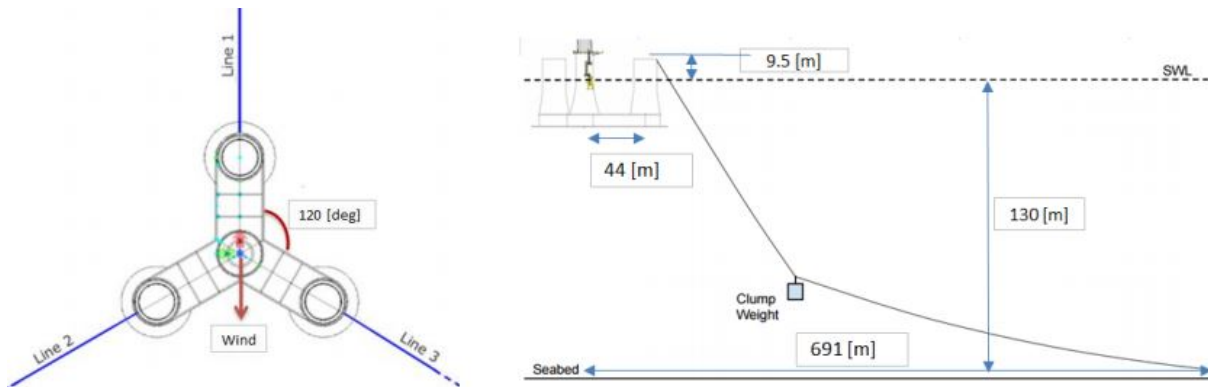 Line 1
120 [deg]
Line 2
Wind
Line 3
9.5 [m]
SWL
44 [m]
130 [m]
Clump
Weight
691 [m]
Seabed